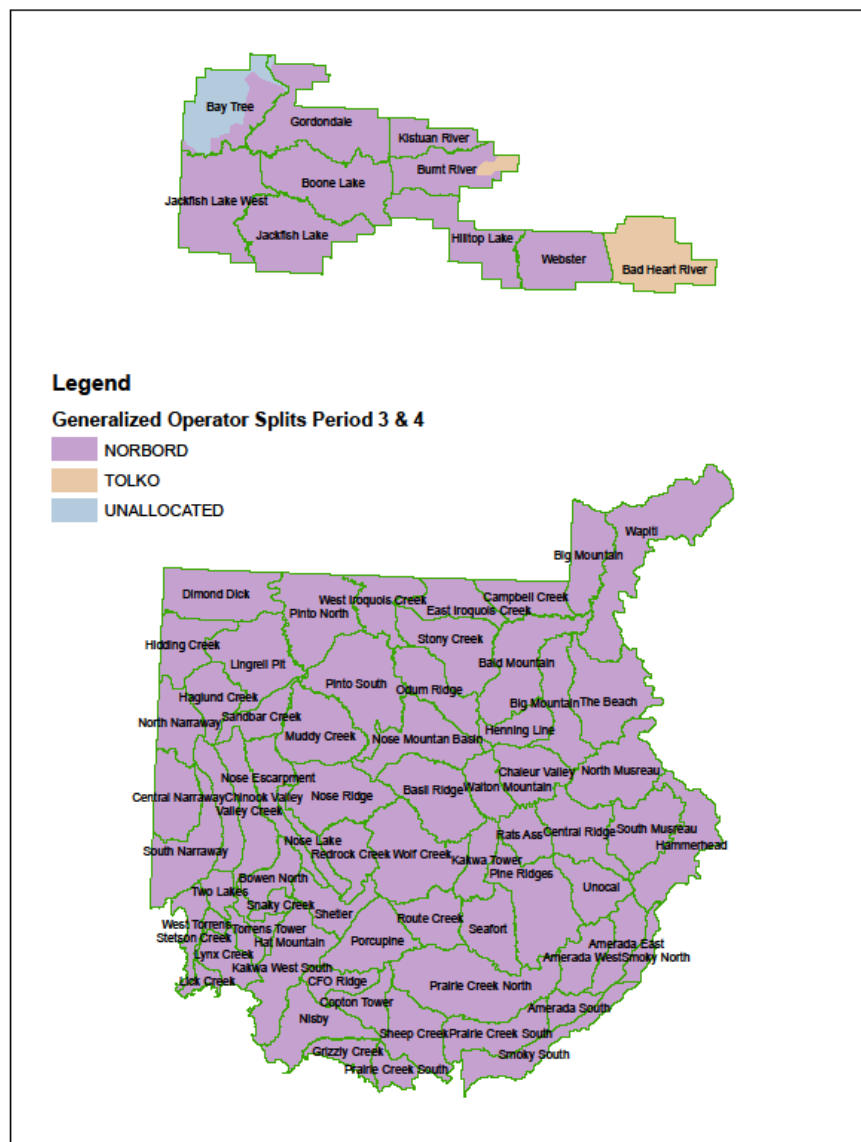 Bay Tree
Gordondale
Kistuan River
Burnt River
Boone Lake
Jackfish Lake West
Jackfish Lake
Hilltop Lake
Webster
Bad Heart River
Legend
Generalized Operator Splits Period 3 & 4
NORBORD
TOLKO
UNALLOCATED
Wapiti
Big Mountain
Dimond Dick
West Iroquois Creek
Campbell Creek
Pinto North
East Iroquois Creek
Hidding Creek
Stony Creek
Lingrell Pit
Bald Mountain
Pinto South
Odum Ridge
Haglund Creek
Big Mountain
The Beach
Sandbar Creek
North Narraway
Henning Line
Muddy Creek
Nose Mountan Basin
Chaleur Valley
North Musreau
Nose Escarpment
Basil Ridge
Walton Mountain
Central Narraway
Chinook Valley
Nose Ridge
Valley Creek
Rats Ass
Central Ridge
South Musreau
Nose Lake
Hammerhead
South Narraway
Redrock Creek
Wolf Creek
Kakwa Tower
Pine Ridges
Bowen North
Unocal
Two Lakes
Snaky Creek
Shetler
Route Creek
West Torrens
Torrens Tower
Seafort
Stetson Creek
Hat Mountain
Porcupine
Amerada East
Lynx Creek
Amerada West
Smoky North
Kakwa West South
Lick Creek
CFO Ridge
Prairie Creek North
Copton Tower
Amerada South
Nisby
Sheep Creek
Prairie Creek South
Grizzly Creek
Smoky South
Prairie Creek South